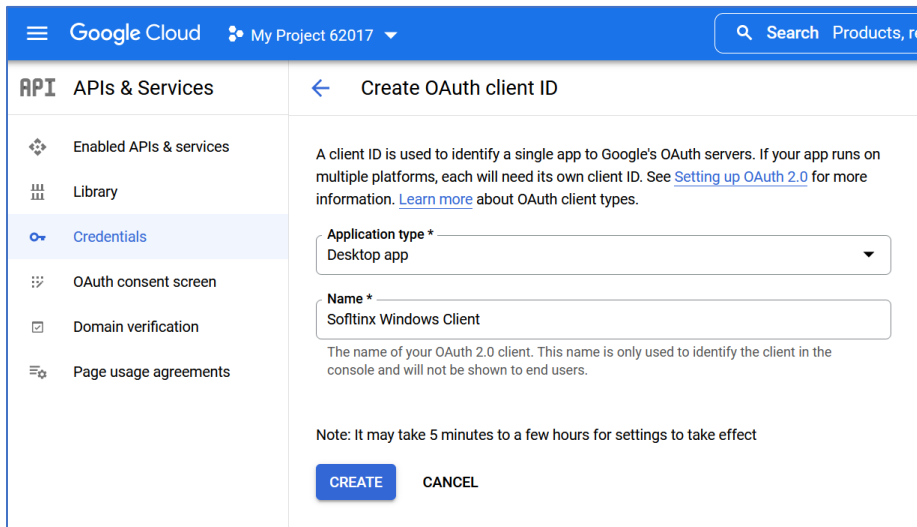 Google Cloud
My Project 62017
Search Products, re
API APIs & Services
Create OAuth client ID
Enabled APIs & services
Library
Credentials
OAuth consent screen
Domain verification
Page usage agreements
A client ID is used to identify a single app to Google's OAuth servers. If your app runs on
multiple platforms, each will need its own client ID. See Setting up OAuth 2.0 for more
information. Learn more about OAuth client types.
Application type *
Desktop app
Name *
Sofltinx Windows Client
The name of your OAuth 2.0 client. This name is only used to identify the client in the
console and will not be shown to end users.
Note: It may take 5 minutes to a few hours for settings to take effect
CREATE CANCEL